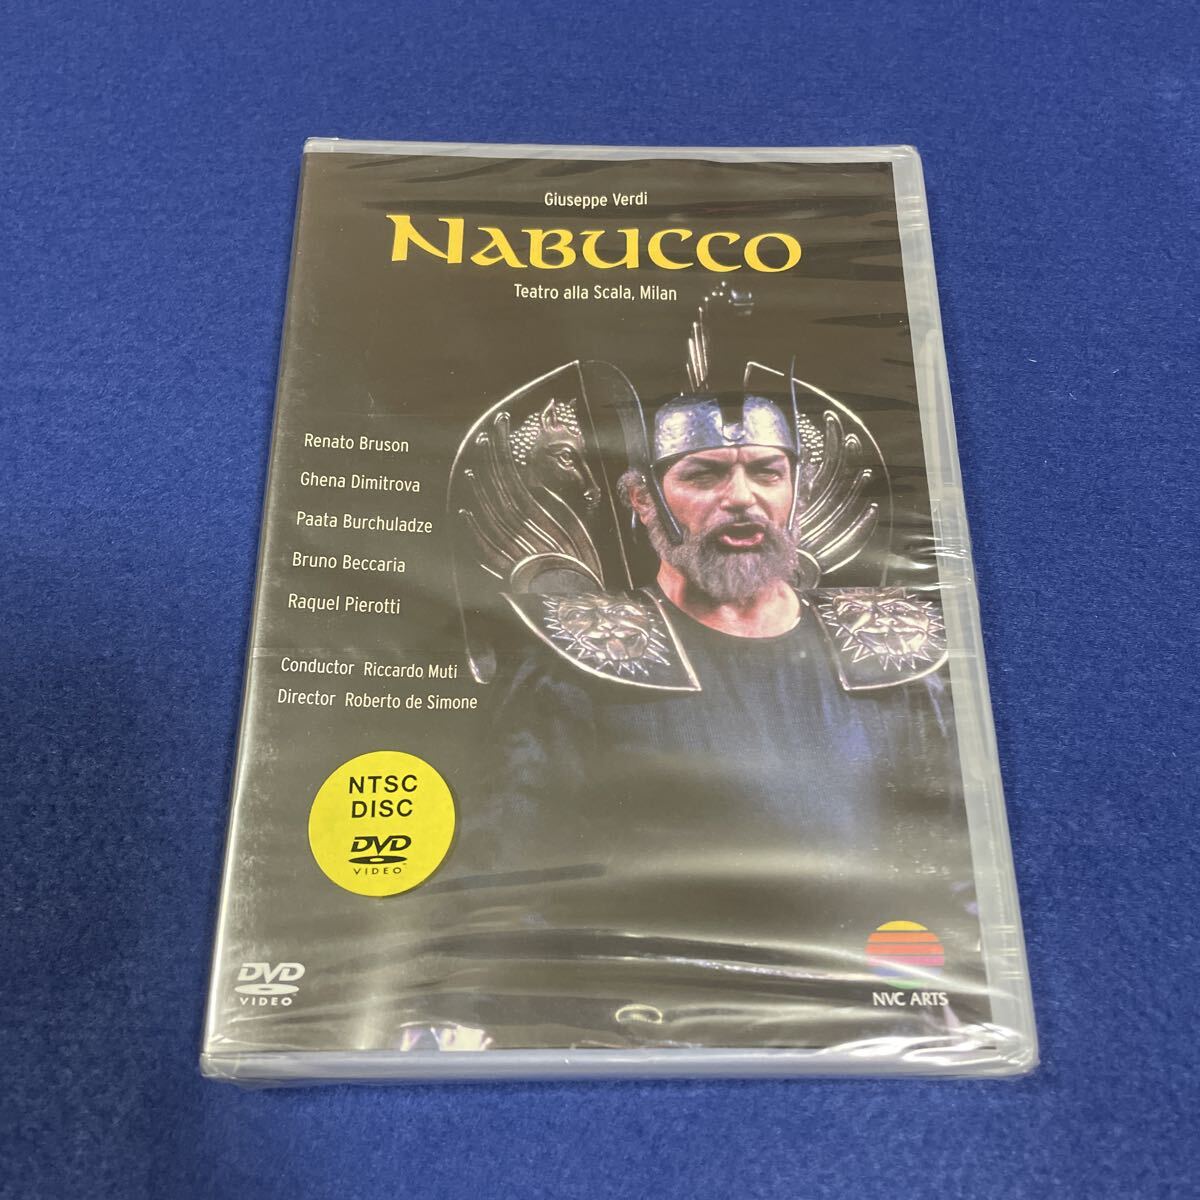 Giuseppe Verdi
NABUCCO
Teatro alla Scala, Milan
Renato Bruson
Ghena Dimitrova
Paata Burchuladze
Bruno Beccaria
Raquel Pierotti
Conductor Riccardo Muti
Director Roberto de Simone
NTSC
DISC
DVD
VIDEO
DVD
VIDEO
NVC ARTS